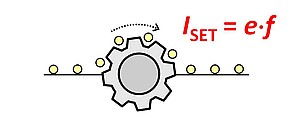 I_SET = e·f